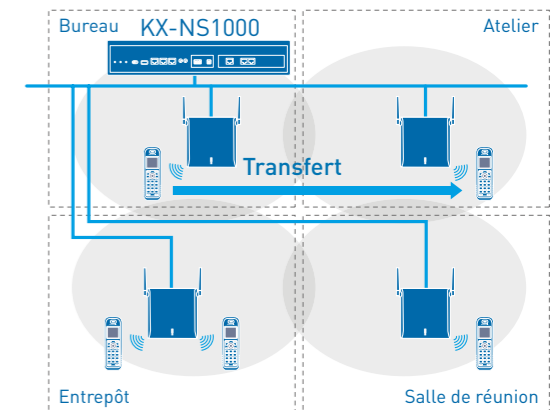 Bureau KX-NS1000 Atelier
Transfert
Entrepôt Salle de réunion